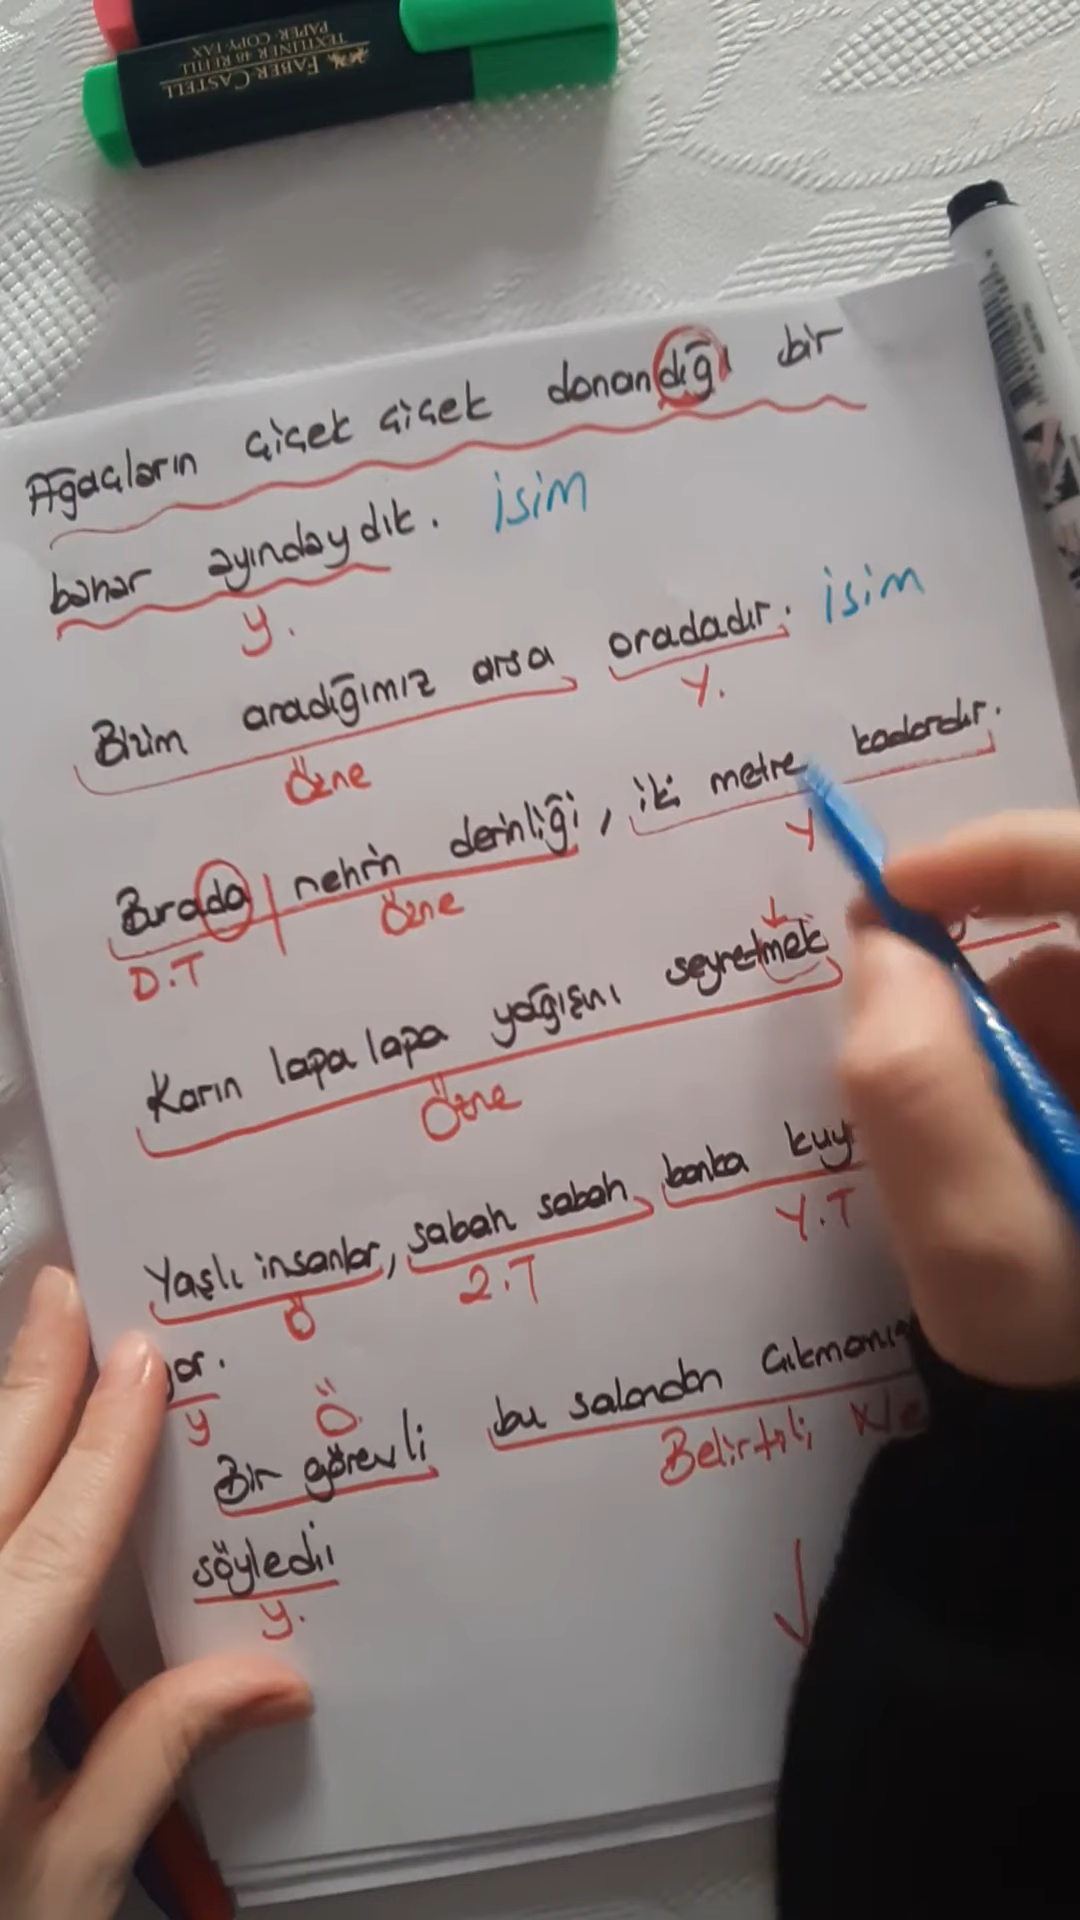 FABER-CASTELL
TEXTLINER 48 REFILL
PAPER COPY FAX
Ağaçların çiçek çiçek donandığı bir
bahar ayındaydık. isim
y.
Bizim aradığımız arsa oradadır. isim
Özne y.
Burada nehrin derinliği, iki metre kadardır.
D.T Özne y
Karın lapa lapa yağışını seyretmek
Özne
Yaşlı insanlar, sabah sabah banka kuy
Ö Z.T Y.T
yor.
y Ö.
Bir görevli bu salondan çıkmamı
Belirtili Ne
söyledi
y.